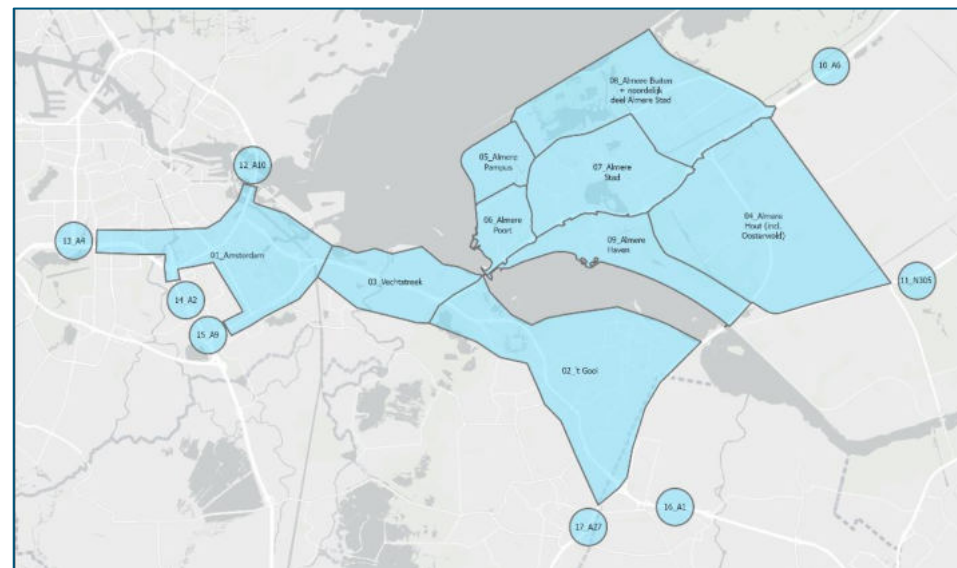 10_A6
08_Almere Buiten
+ noordelijk
deel Almere Stad
05_Almere
Pampus
07_Almere
Stad
12_A10
06_Almere
Poort
04_Almere
Hout (incl.
Oosterwold)
13_A4
01_Amsterdam
09_Almere
Haven
03_Vechtstreek
11_N305
14_A2
15_A9
02_'t Gooi
16_A1
17_A27